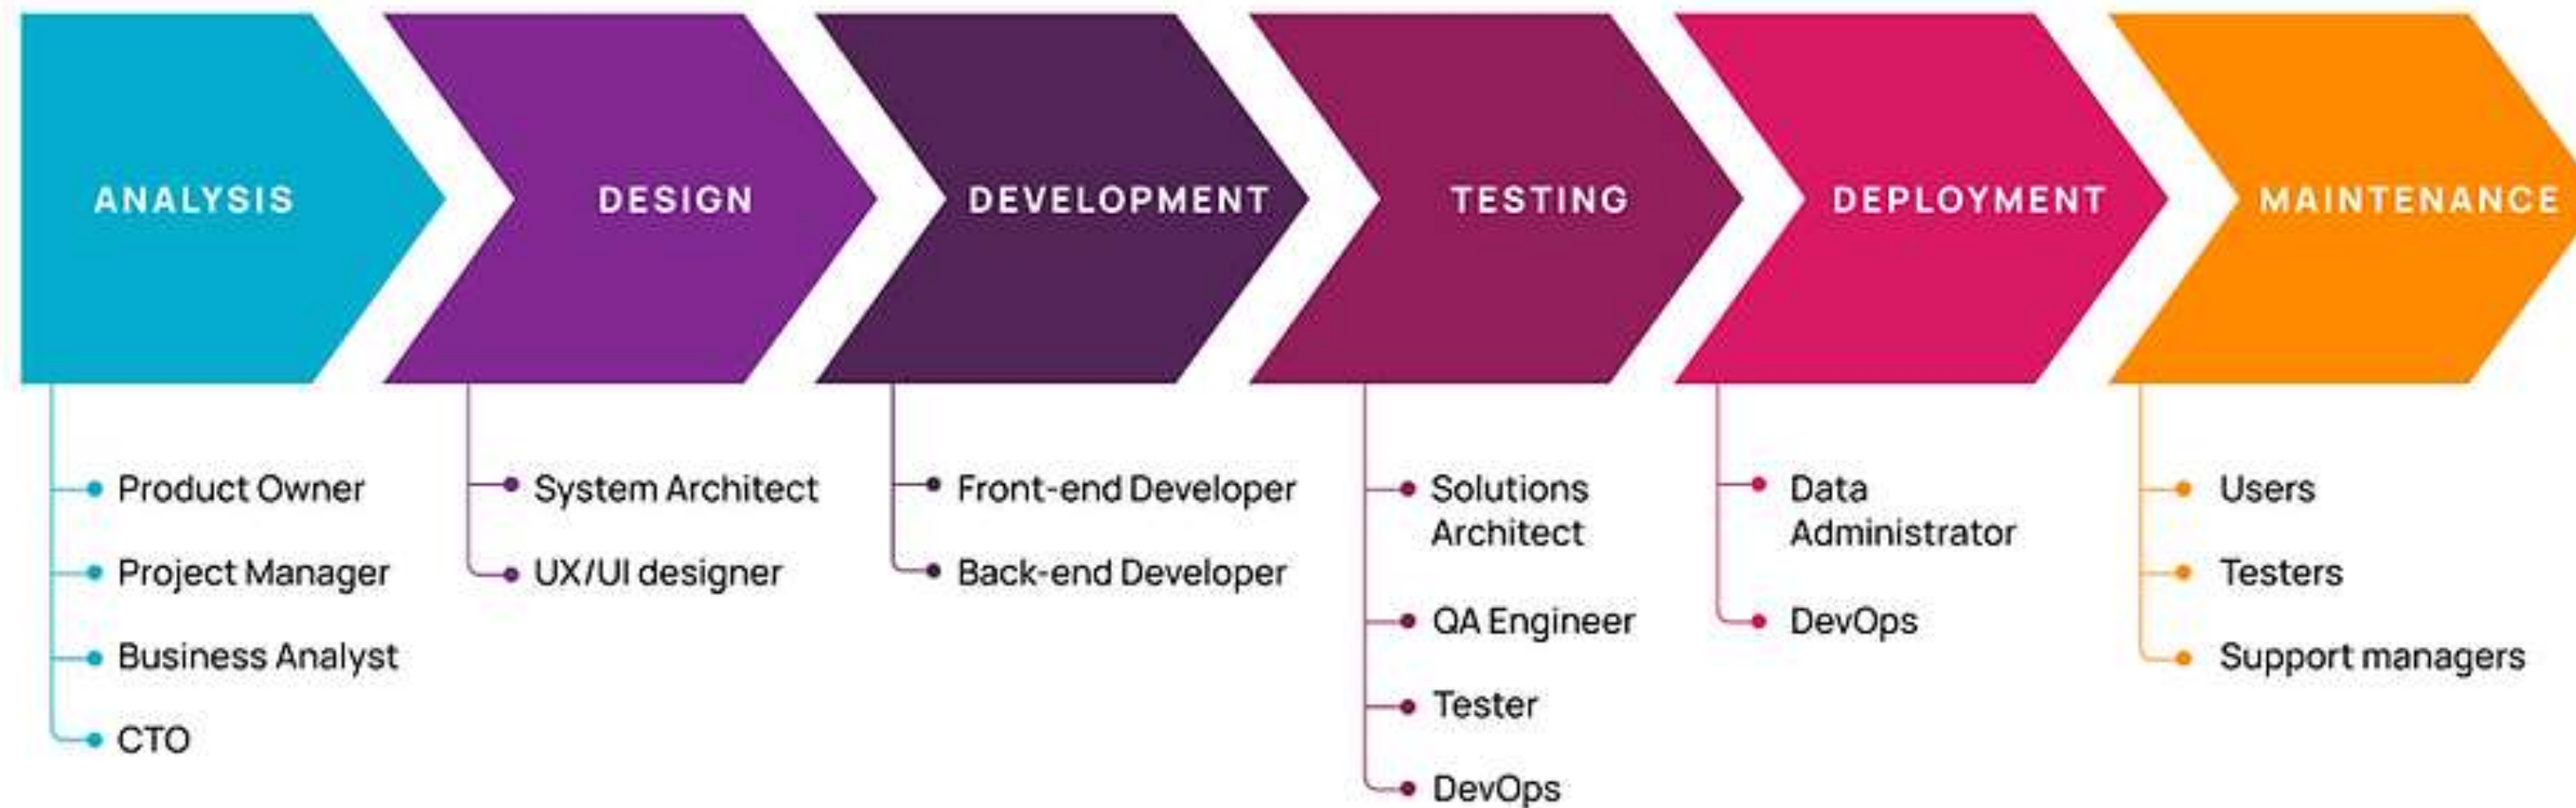 ANALYSIS
DESIGN
DEVELOPMENT
TESTING
DEPLOYMENT
MAINTENANCE
Product Owner
Project Manager
Business Analyst
CTO
System Architect
UX/UI designer
Front-end Developer
Back-end Developer
Solutions
Architect
QA Engineer
Tester
DevOps
Data
Administrator
DevOps
Users
Testers
Support managers